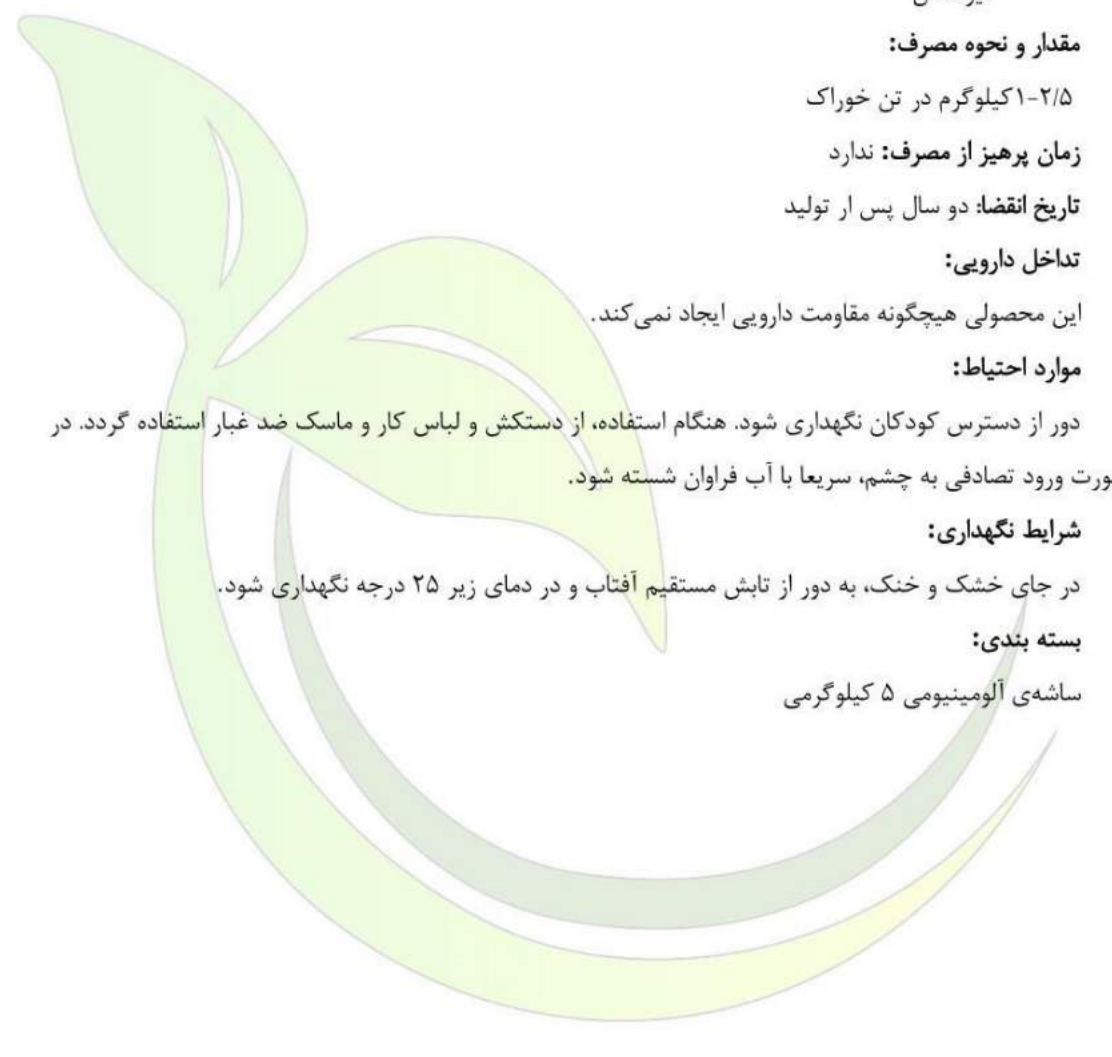 مقدار و نحوه مصرف:
۱-۲/۵کیلوگرم در تن خوراک
زمان پرهیز از مصرف: ندارد
تاریخ انقضا: دو سال پس ار تولید
تداخل دارویی:
این محصولی هیچگونه مقاومت دارویی ایجاد نمی‌کند.
موارد احتیاط:
دور از دسترس کودکان نگهداری شود. هنگام استفاده، از دستکش و لباس کار و ماسک ضد غبار استفاده گردد. در
ورت ورود تصادفی به چشم، سریعا با آب فراوان شسته شود.
شرایط نگهداری:
در جای خشک و خنک، به دور از تابش مستقیم آفتاب و در دمای زیر ۲۵ درجه نگهداری شود.
بسته بندی:
ساشه‌ی آلومینیومی ۵ کیلوگرمی